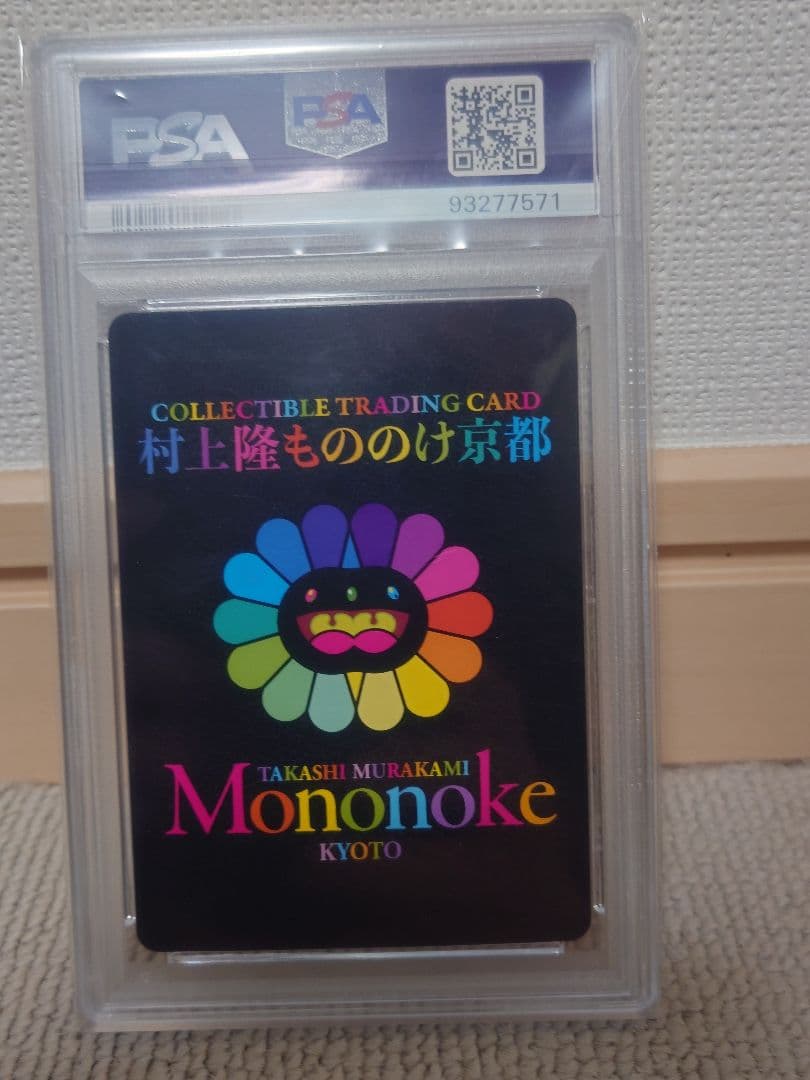 PSA
PSA
93277571
COLLECTIBLE TRADING CARD
村上隆もののけ京都
TAKASHI MURAKAMI
Mononoke
KYOTO